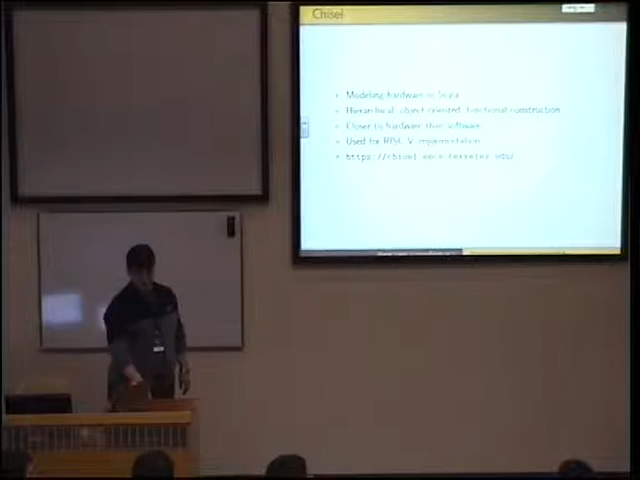 Chisel
Modeling hardware in Scala
Hierarchical object oriented functional construction
Closer to hardware than software
Used for RISC-V implementation
https://chisel.eecs.berkeley.edu/